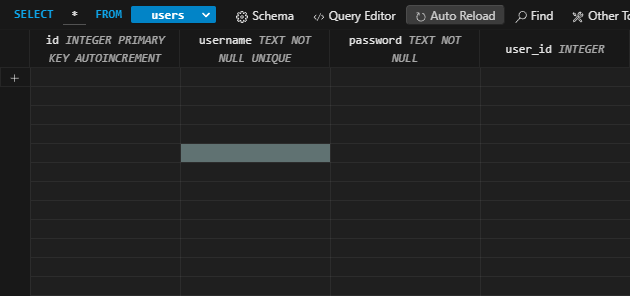 SELECT * FROM users Schema Query Editor Auto Reload Find Other To
id INTEGER PRIMARY KEY AUTOINCREMENT
username TEXT NOT NULL UNIQUE
password TEXT NOT NULL
user_id INTEGER
+